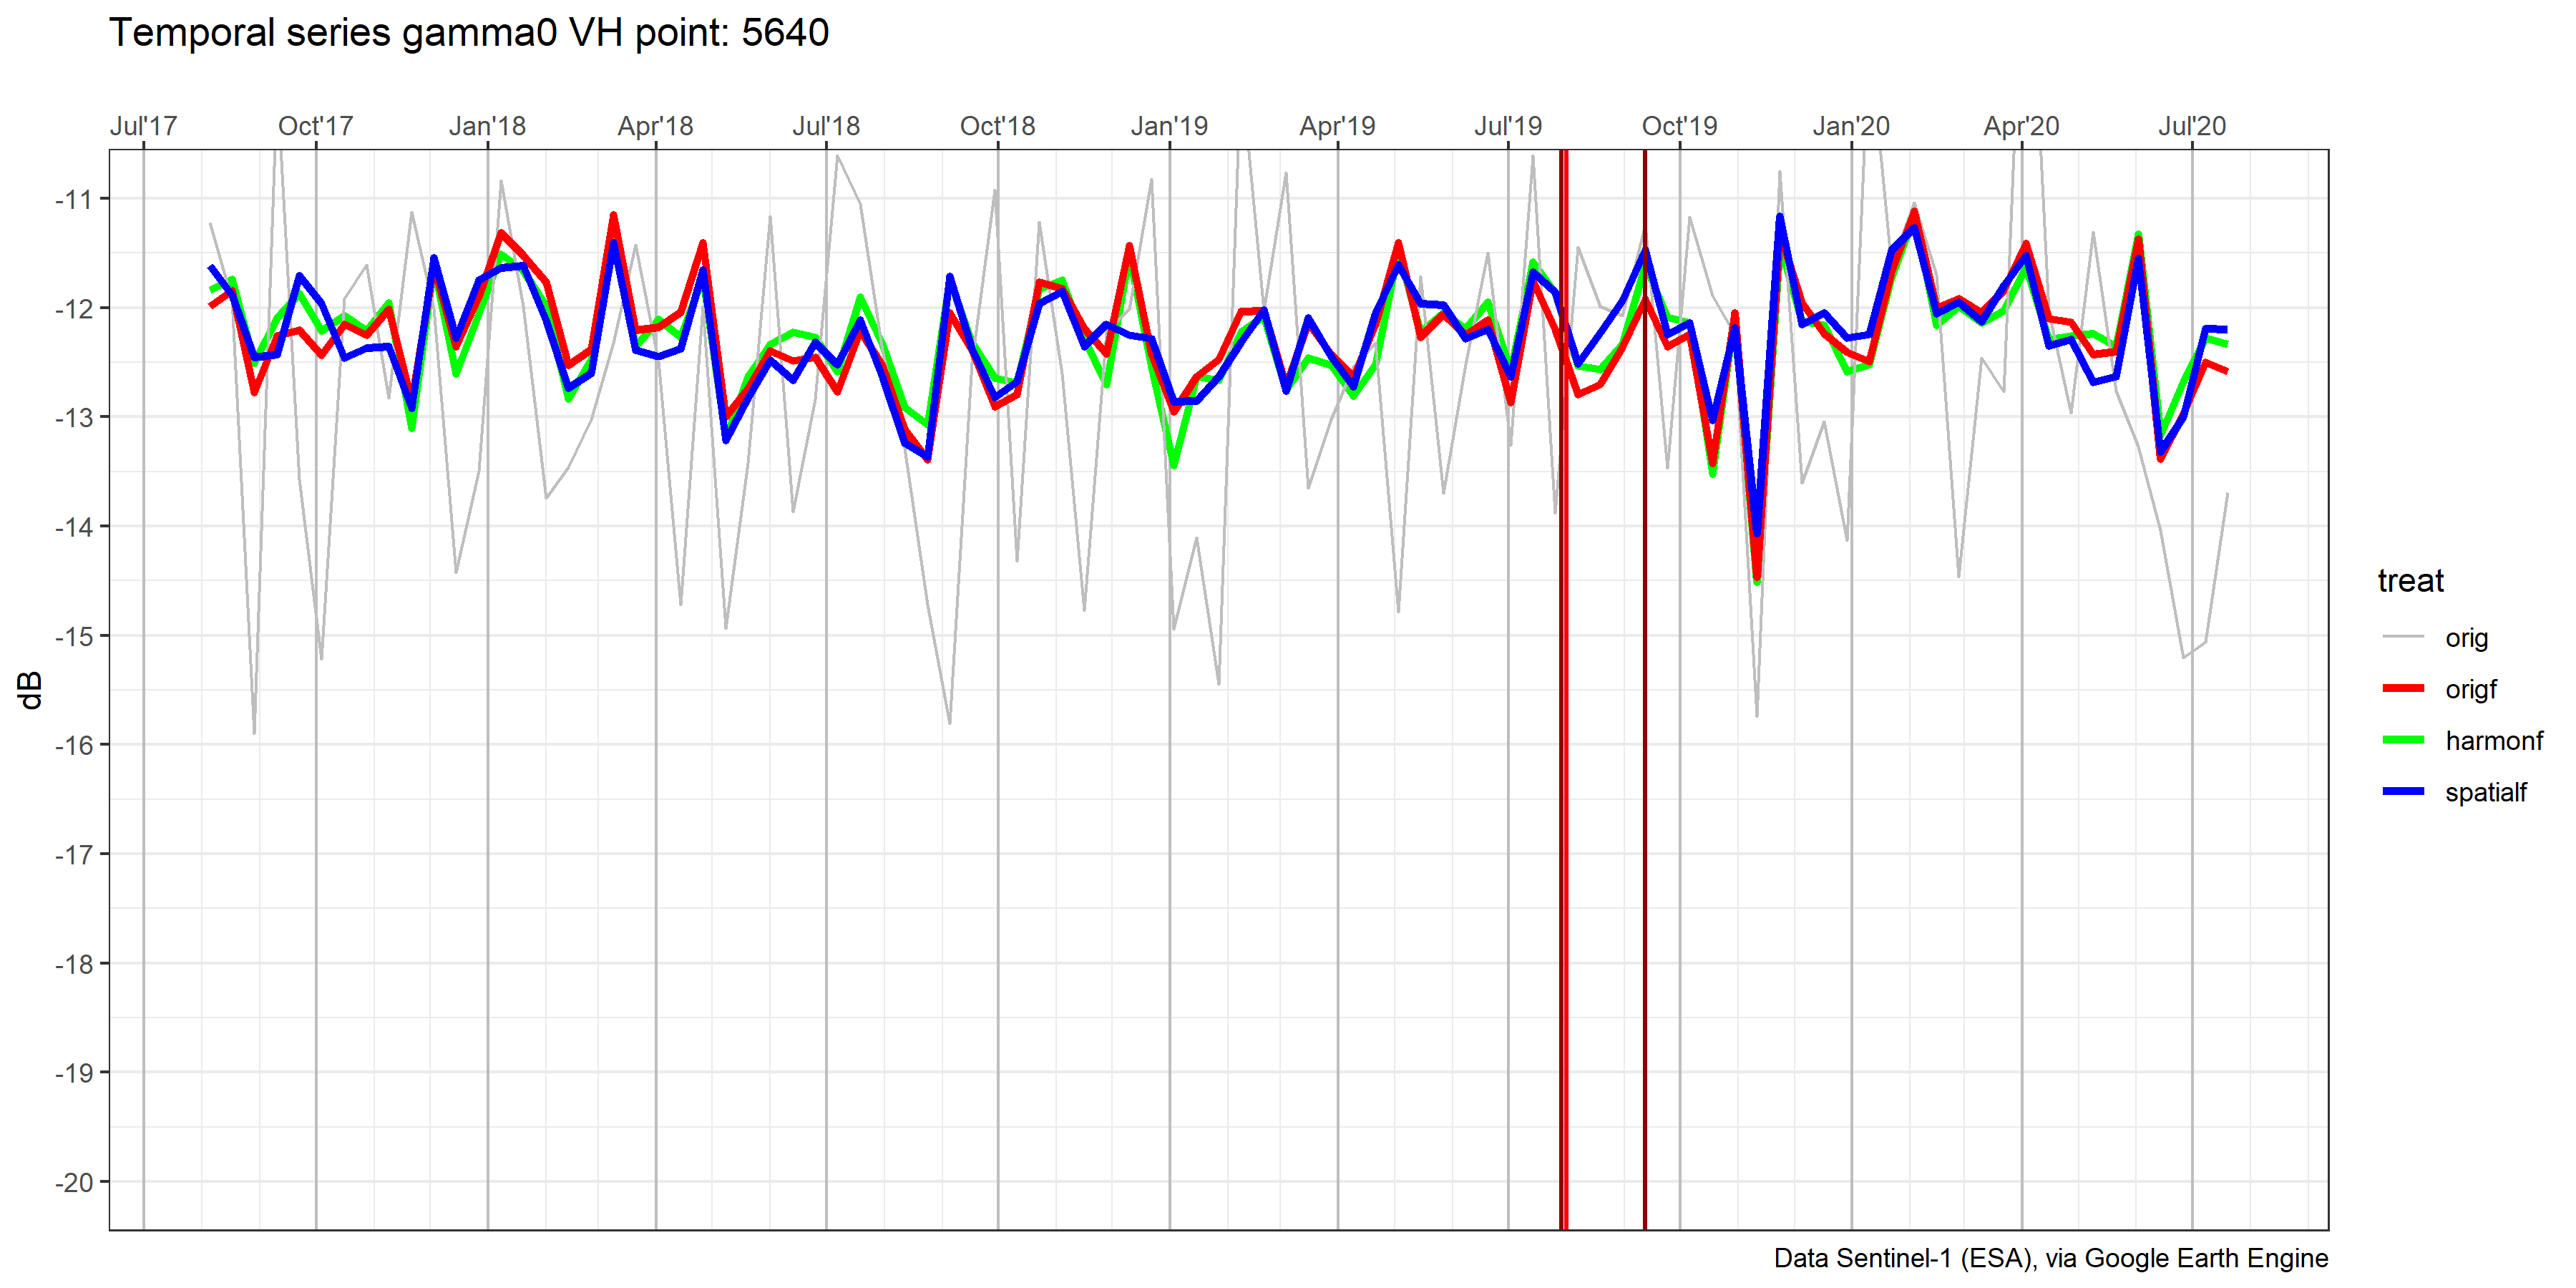 Temporal series gamma0 VH point: 5640
Jul'17 Oct'17 Jan'18 Apr'18 Jul'18 Oct'18 Jan'19 Apr'19 Jul'19 Oct'19 Jan'20 Apr'20 Jul'20
-11
-12
-13
-14
-15
-16
-17
-18
-19
-20
dB
treat
orig
origf
harmonf
spatialf
Data Sentinel-1 (ESA), via Google Earth Engine